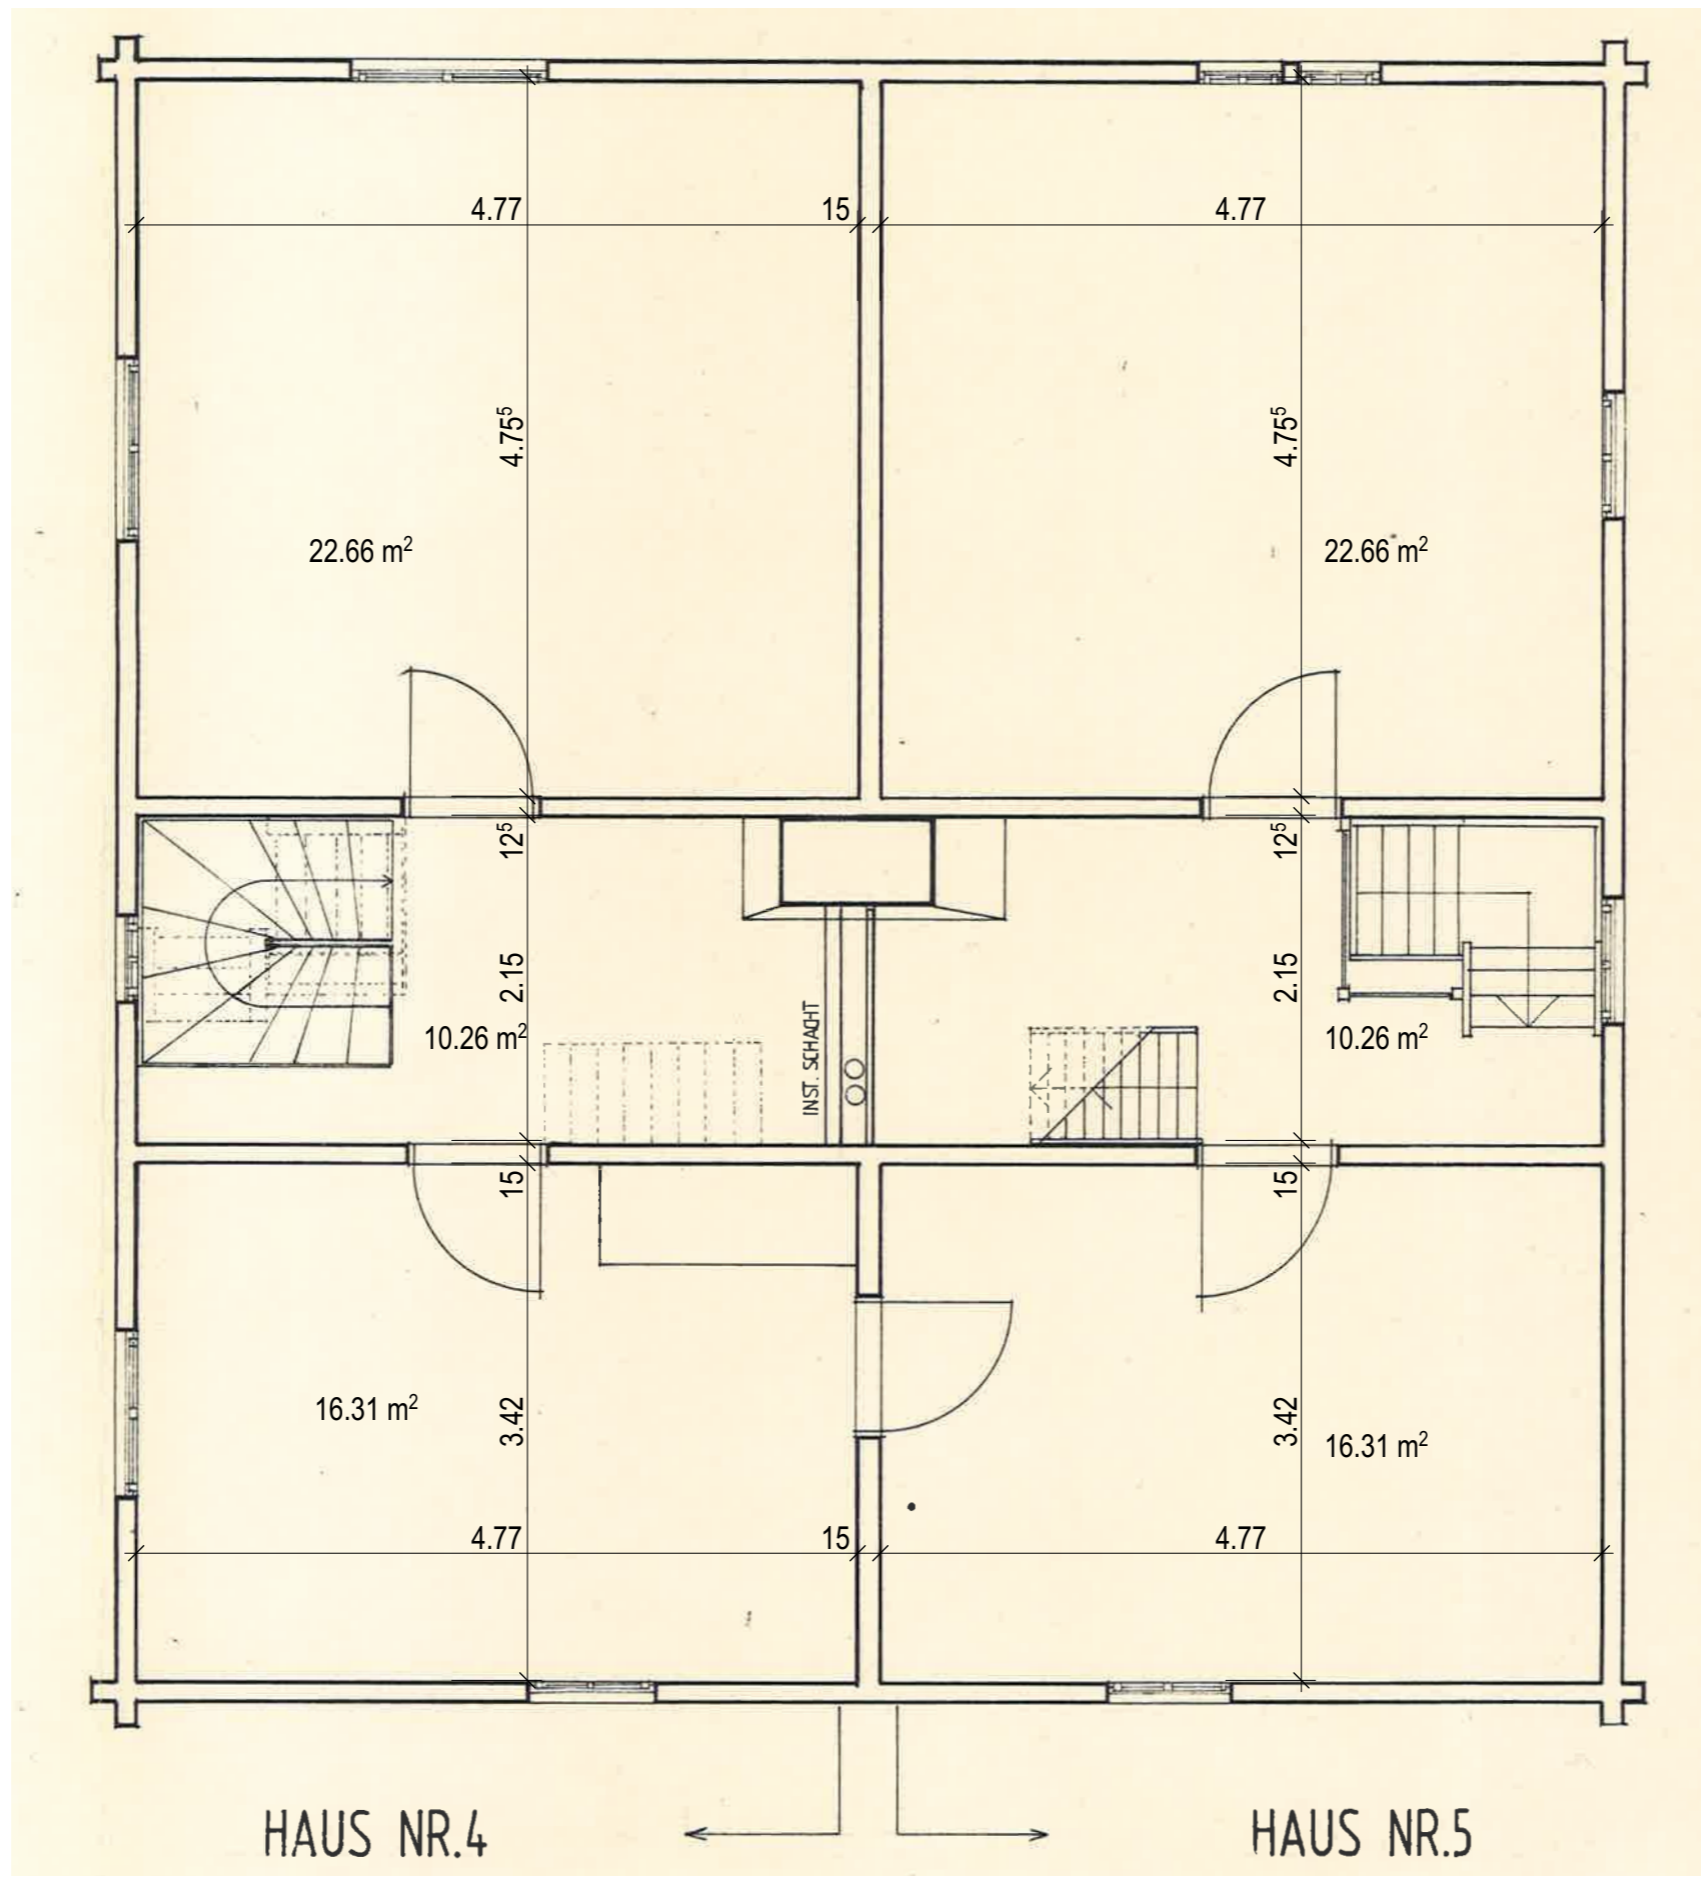 4.77 15 4.77
4.75⁵ 4.75⁵
22.66 m² 22.66 m²
12⁵ 12⁵
2.15 2.15
10.26 m² 10.26 m²
INST. SCHACHT
15 15
16.31 m² 3.42 3.42 16.31 m²
4.77 15 4.77
HAUS NR.4 HAUS NR.5